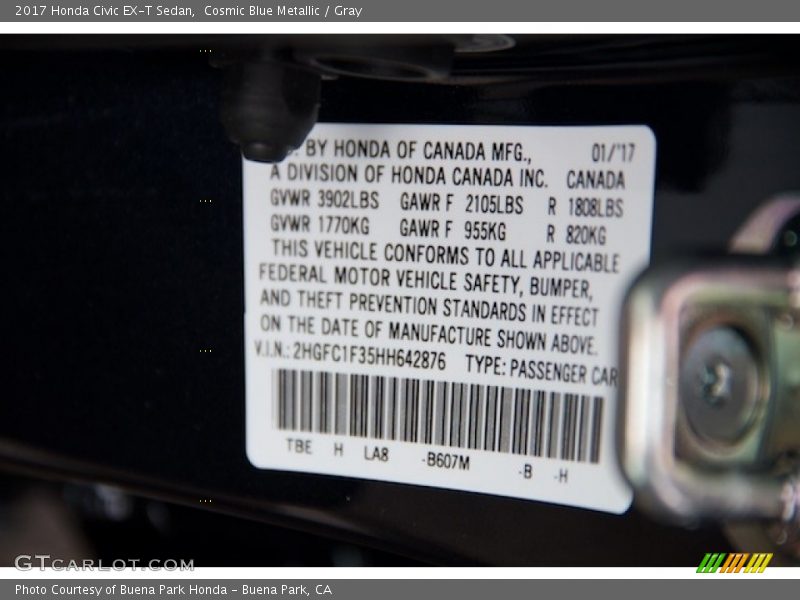 2017 Honda Civic EX-T Sedan, Cosmic Blue Metallic / Gray
BY HONDA OF CANADA MFG., 01/'17
A DIVISION OF HONDA CANADA INC. CANADA
GVWR 3902LBS GAWR F 2105LBS R 1808LBS
GVWR 1770KG GAWR F 955KG R 820KG
THIS VEHICLE CONFORMS TO ALL APPLICABLE
FEDERAL MOTOR VEHICLE SAFETY, BUMPER,
AND THEFT PREVENTION STANDARDS IN EFFECT
ON THE DATE OF MANUFACTURE SHOWN ABOVE.
V.I.N.: 2HGFC1F35HH642876 TYPE: PASSENGER CAR
TBE H LA8 -B607M -B -H
GTCARLOT.COM
Photo Courtesy of Buena Park Honda – Buena Park, CA